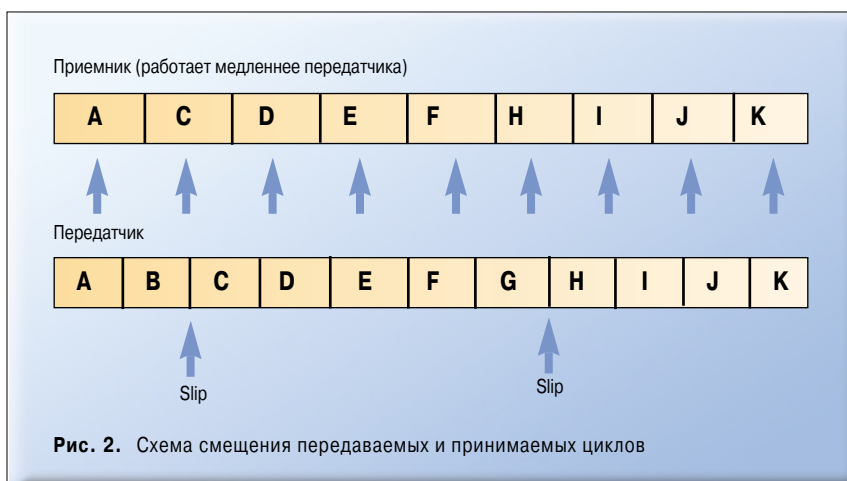 Приемник (работает медленнее передатчика)
A C D E F H I J K
Передатчик
A B C D E F G H I J K
Slip Slip
Рис. 2. Схема смещения передаваемых и принимаемых циклов